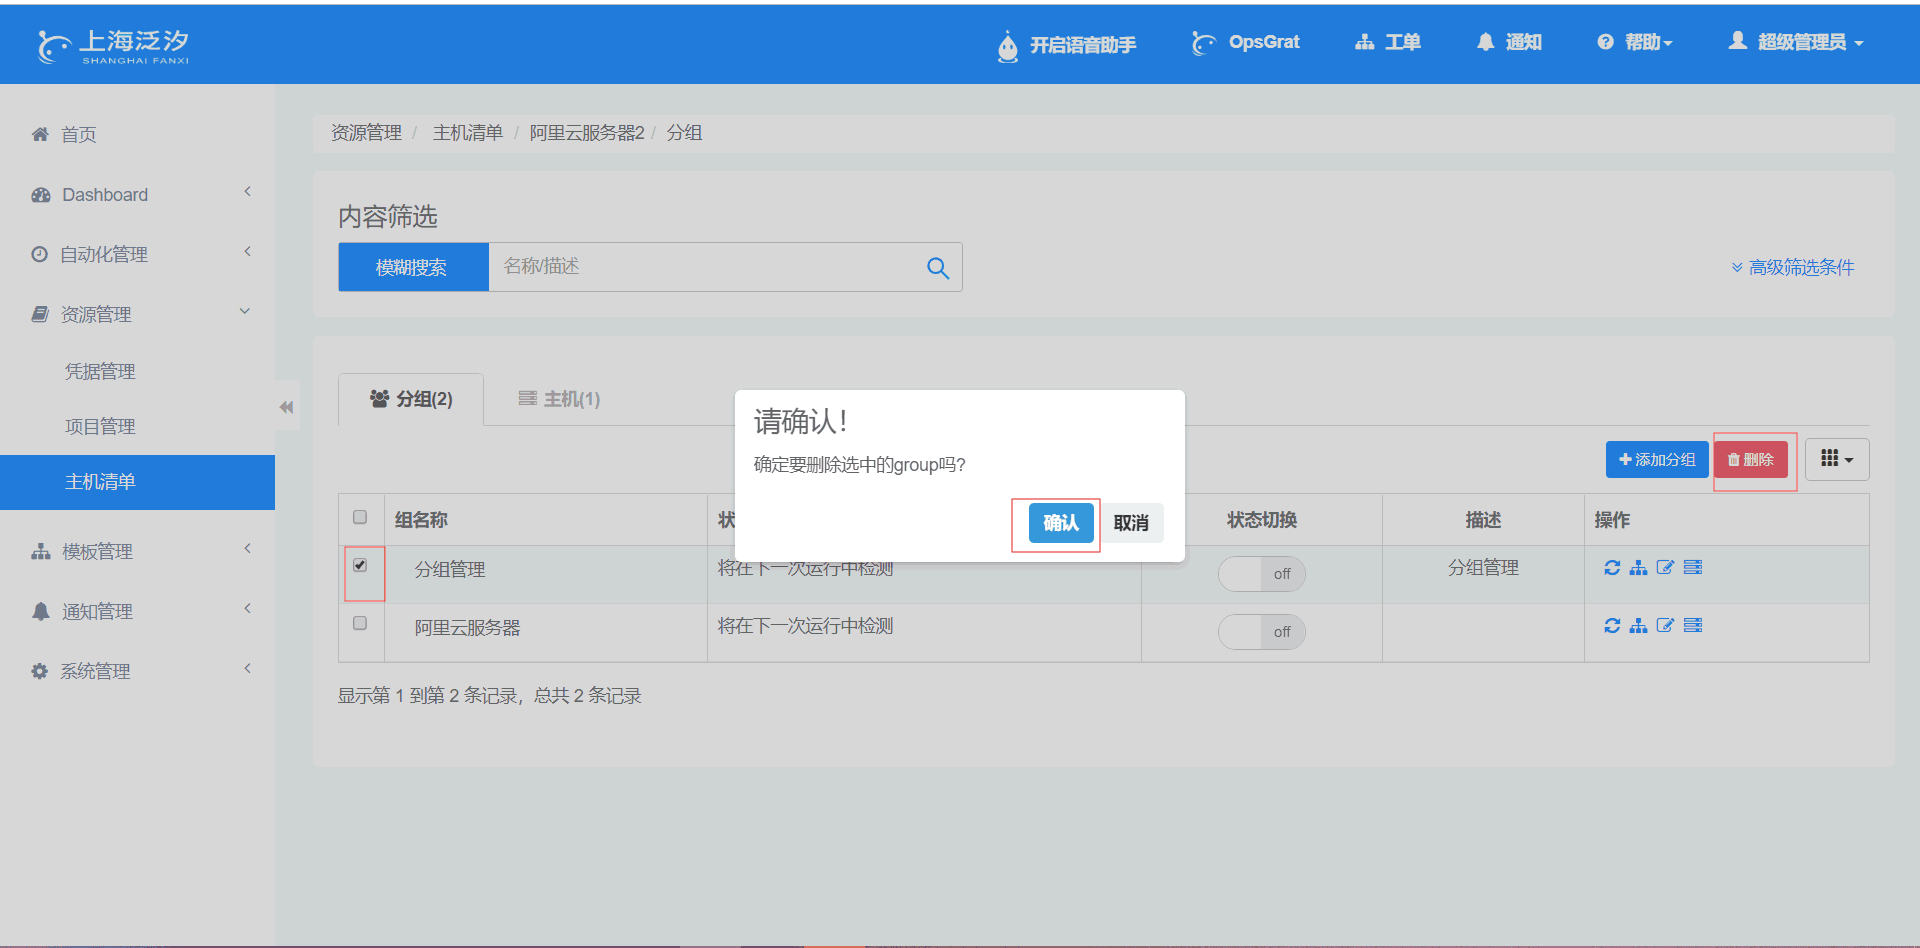 上海泛汐
SHANGHAI FANXI
开启语音助手
OpsGrat
工单
通知
帮助
超级管理员
首页
Dashboard
自动化管理
资源管理
凭据管理
项目管理
主机清单
模板管理
通知管理
系统管理
资源管理 / 主机清单 / 阿里云服务器2 / 分组
内容筛选
模糊搜索 名称/描述
高级筛选条件
分组(2) 主机(1)
添加分组 删除
请确认！
确定要删除选中的group吗?
确认 取消
组名称 状 状态切换 描述 操作
分组管理 将在下一次运行中检测 off 分组管理
阿里云服务器 将在下一次运行中检测 off
显示第 1 到第 2 条记录，总共 2 条记录